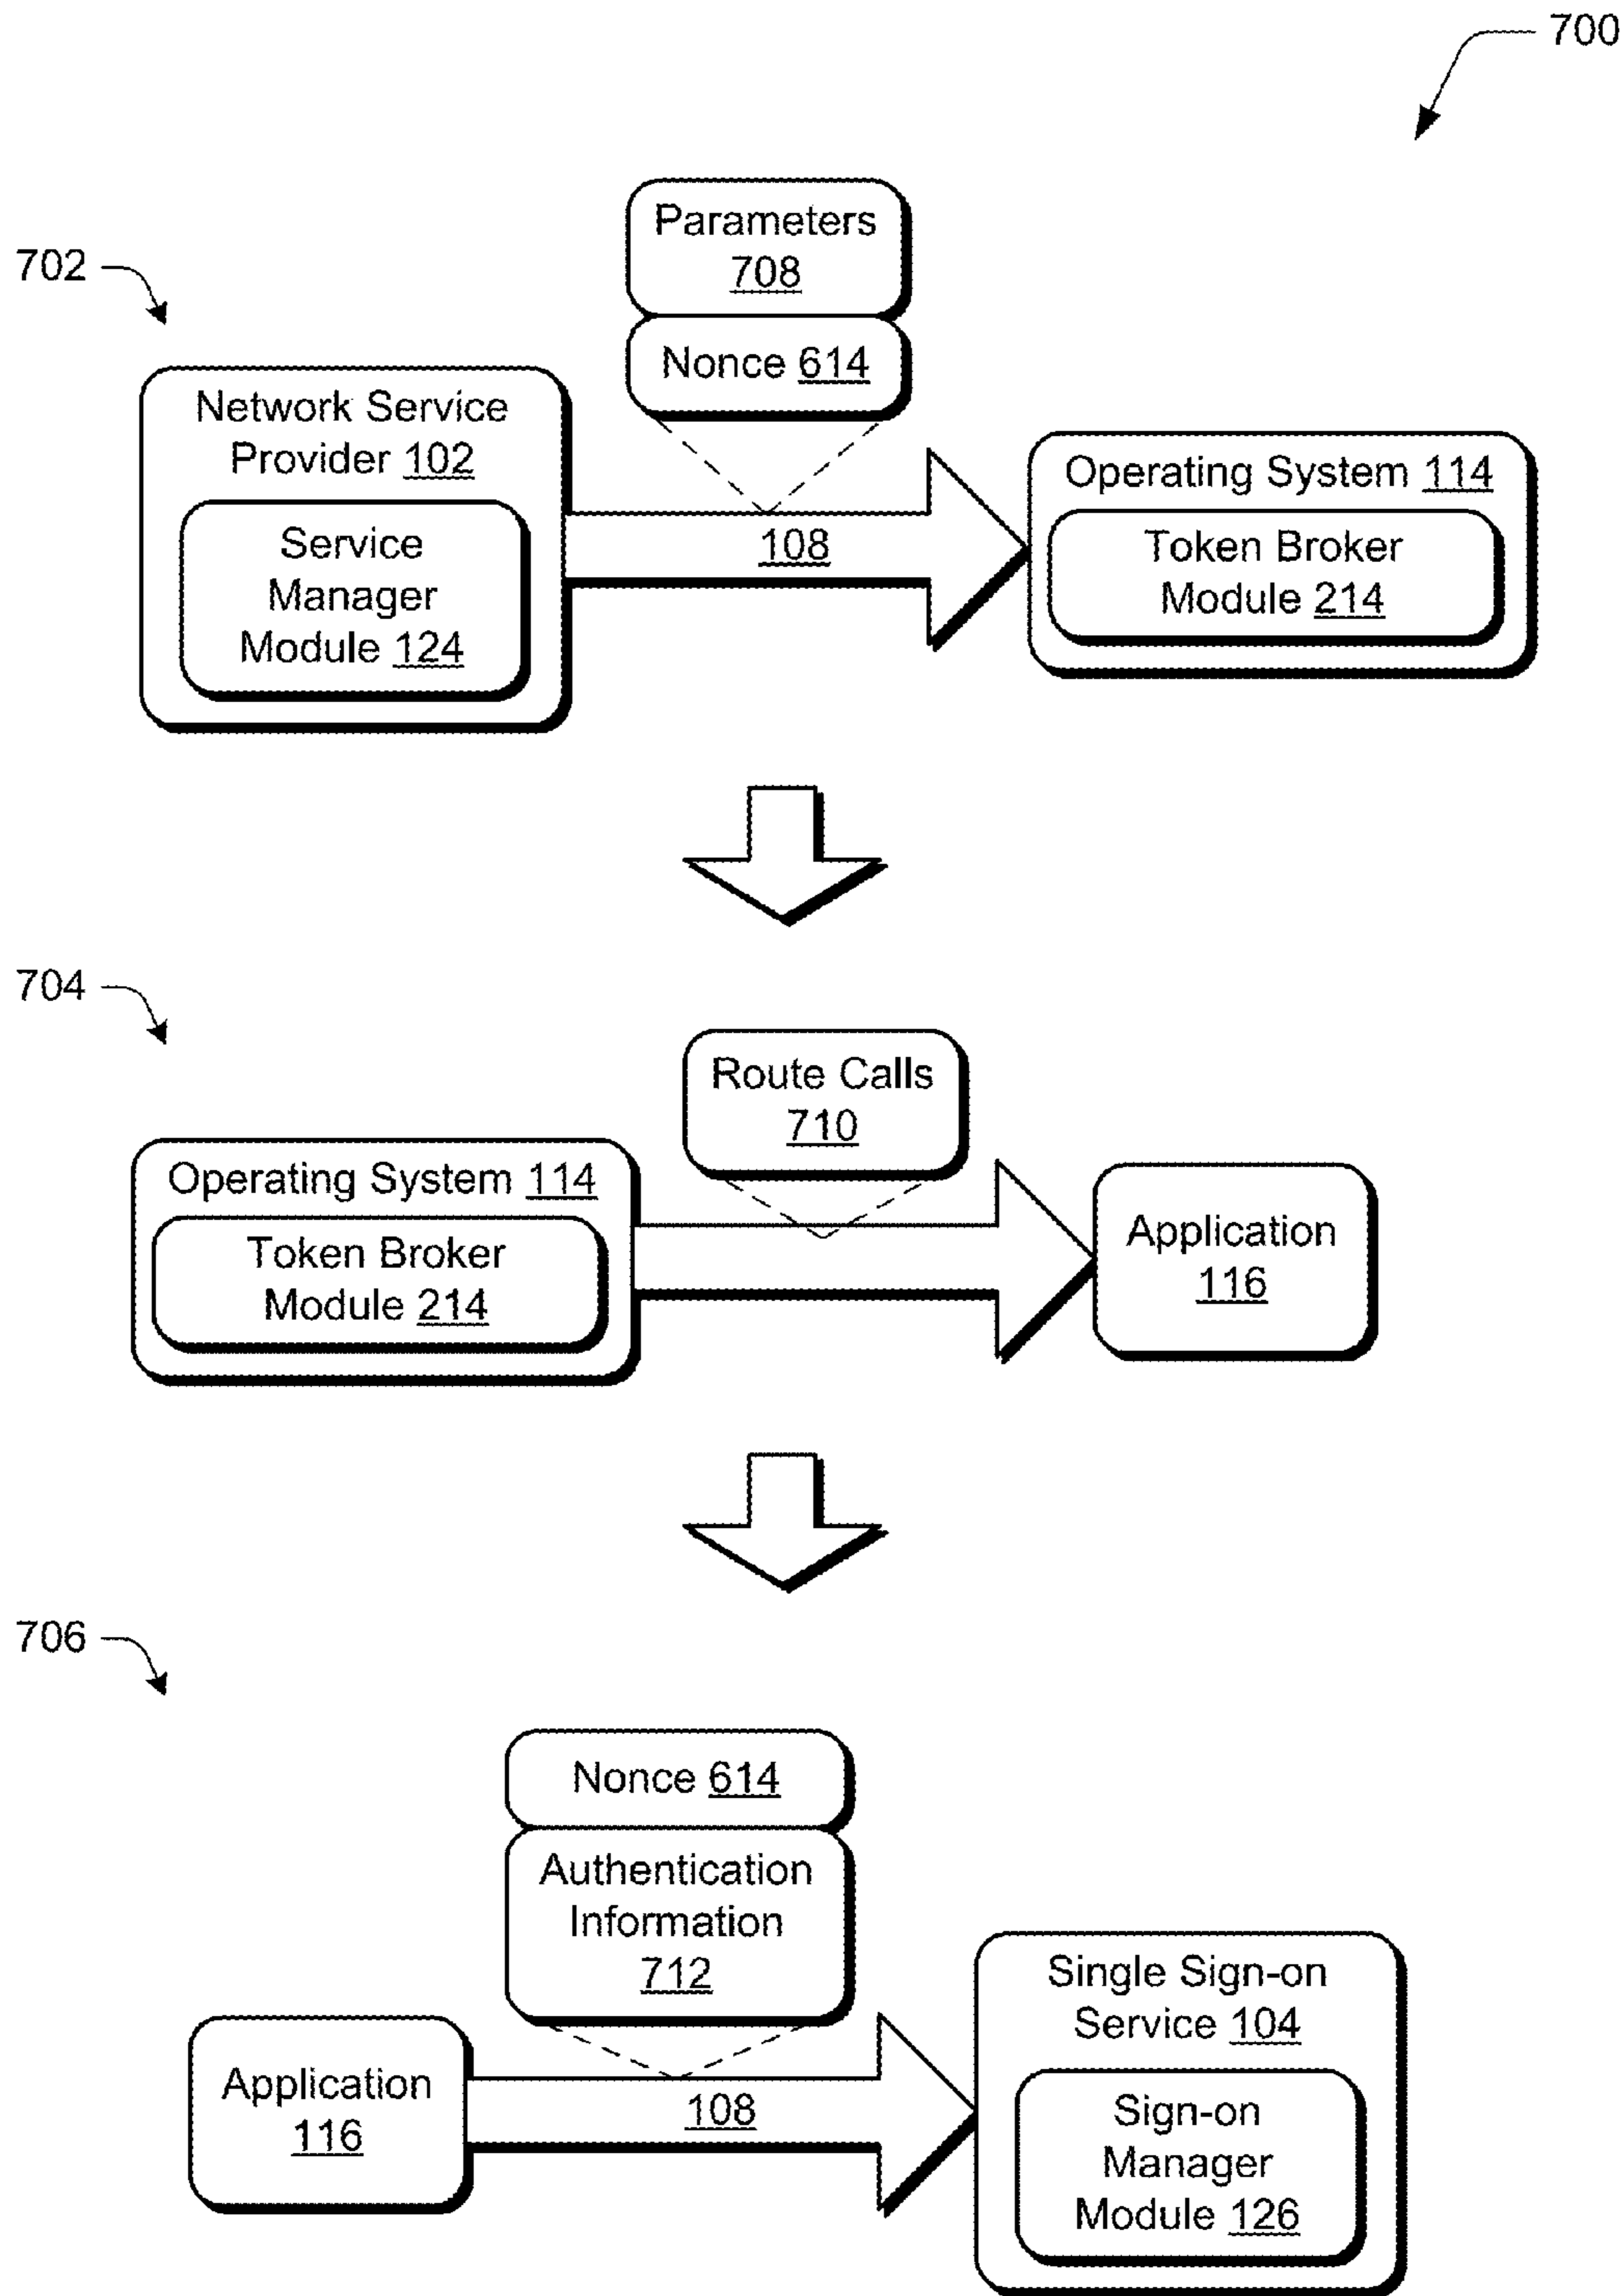 700
702
Parameters
708
Nonce 614
Network Service
Provider 102
Service
Manager
Module 124
108
Operating System 114
Token Broker
Module 214
704
Route Calls
710
Operating System 114
Token Broker
Module 214
Application
116
706
Nonce 614
Authentication
Information
712
Application
116
108
Single Sign-on
Service 104
Sign-on
Manager
Module 126